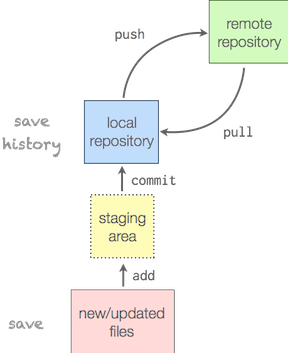 remote
repository
push
save
history
local
repository
pull
commit
staging
area
add
save
new/updated
files